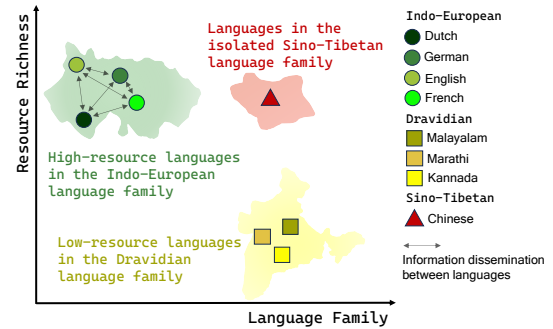 Resource Richness
Languages in the
isolated Sino-Tibetan
language family
High-resource languages
in the Indo-European
language family
Low-resource languages
in the Dravidian
language family
Language Family
Indo-European
Dutch
German
English
French
Dravidian
Malayalam
Marathi
Kannada
Sino-Tibetan
Chinese
Information dissemination
between languages